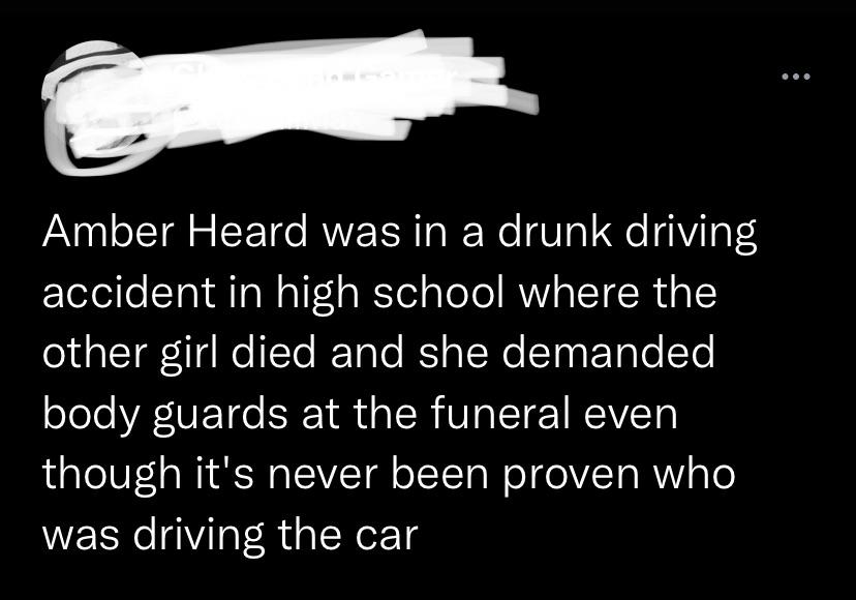 Amber Heard was in a drunk driving
accident in high school where the
other girl died and she demanded
body guards at the funeral even
though it's never been proven who
was driving the car